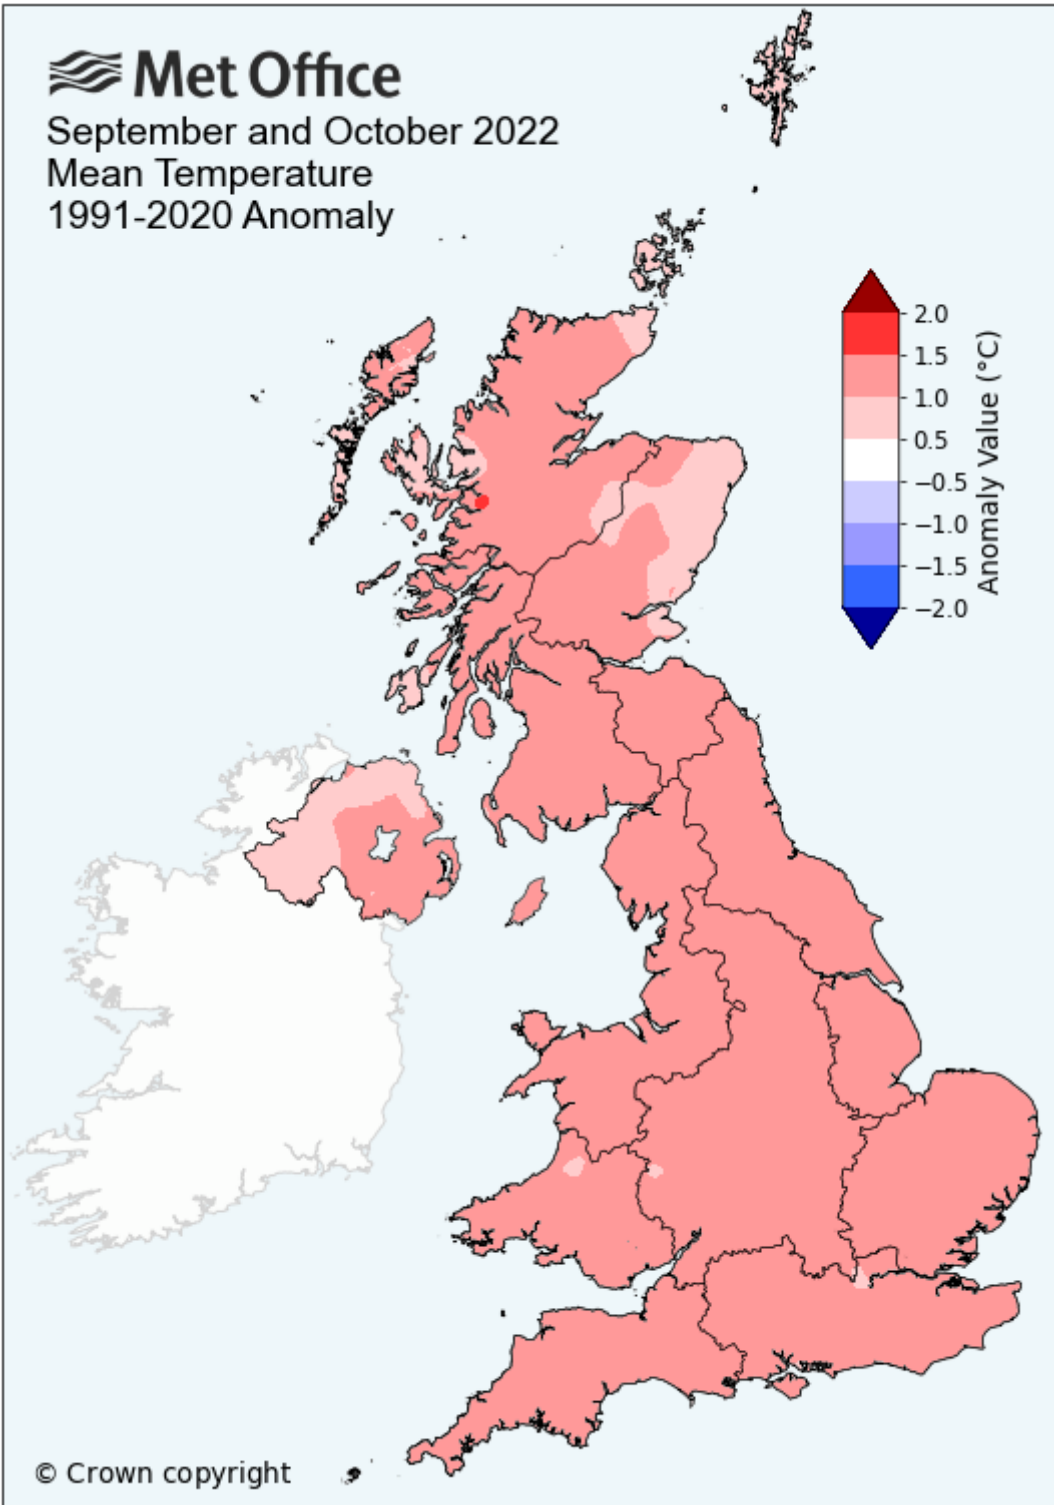 Met Office
September and October 2022
Mean Temperature
1991-2020 Anomaly
2.0
1.5
1.0
0.5
−0.5
−1.0
−1.5
−2.0
Anomaly Value (°C)
© Crown copyright